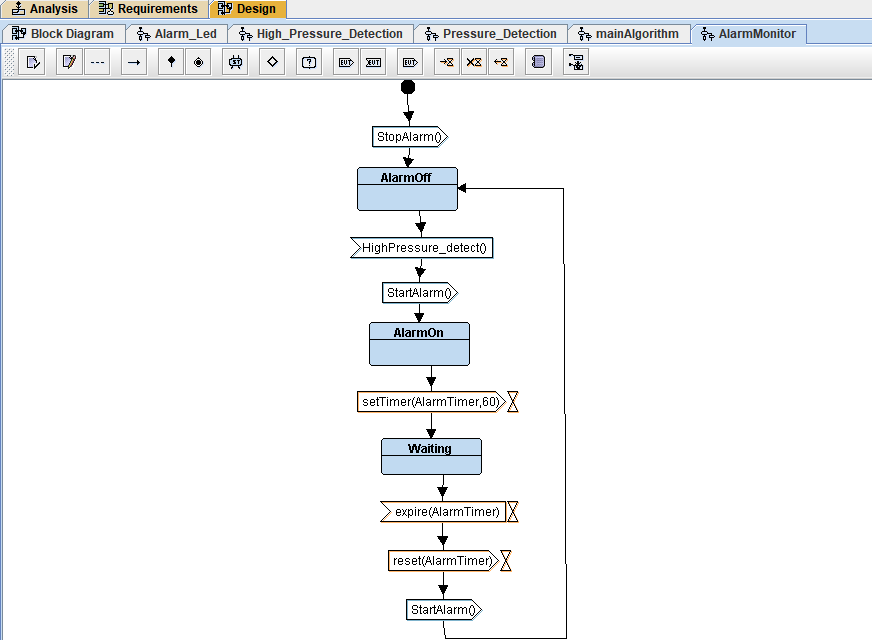 Analysis Requirements Design
Block Diagram Alarm_Led High_Pressure_Detection Pressure_Detection mainAlgorithm AlarmMonitor
StopAlarm()
AlarmOff
HighPressure_detect()
StartAlarm()
AlarmOn
setTimer(AlarmTimer,60)
Waiting
expire(AlarmTimer)
reset(AlarmTimer)
StartAlarm()